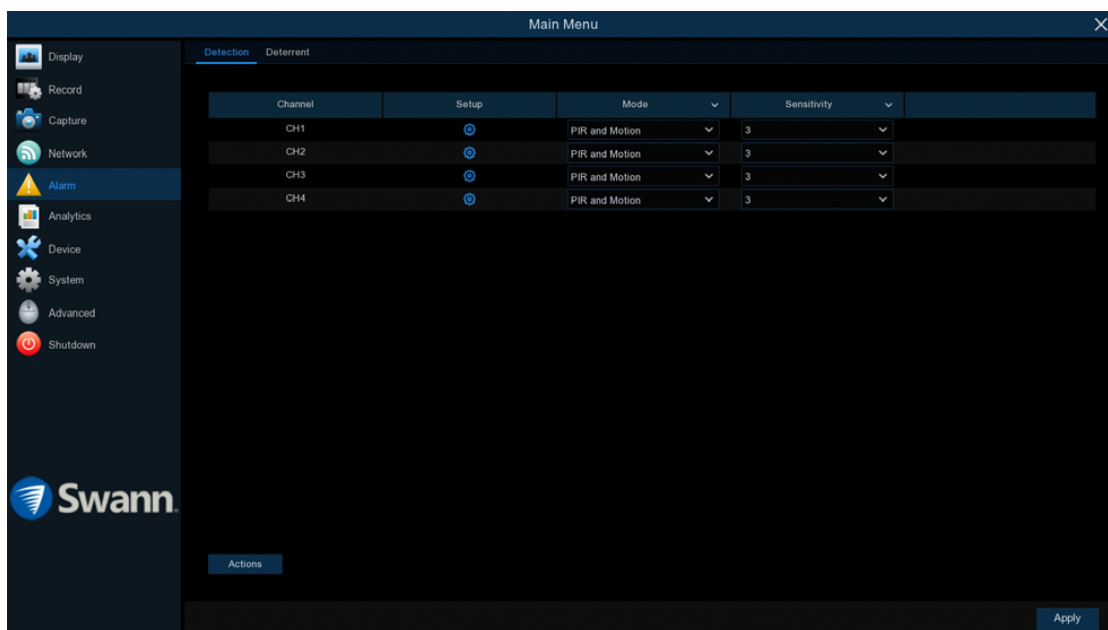 Main Menu
Display
Record
Capture
Network
Alarm
Analytics
Device
System
Advanced
Shutdown
Swann.
Detection Deterrent
Channel Setup Mode Sensitivity
CH1 PIR and Motion 3
CH2 PIR and Motion 3
CH3 PIR and Motion 3
CH4 PIR and Motion 3
Actions
Apply